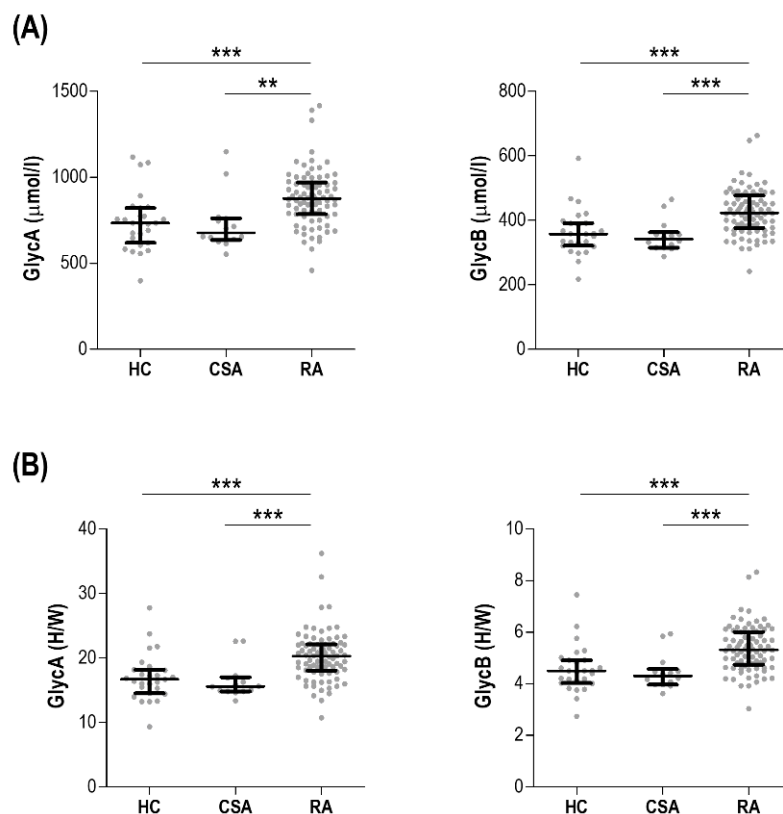 (A)
***
**
1500
1000
500
0
GlycA (μmol/l)
HC CSA RA
***
***
800
600
400
200
0
GlycB (μmol/l)
HC CSA RA
(B)
***
***
40
30
20
10
0
GlycA (H/W)
HC CSA RA
***
***
10
8
6
4
2
0
GlycB (H/W)
HC CSA RA